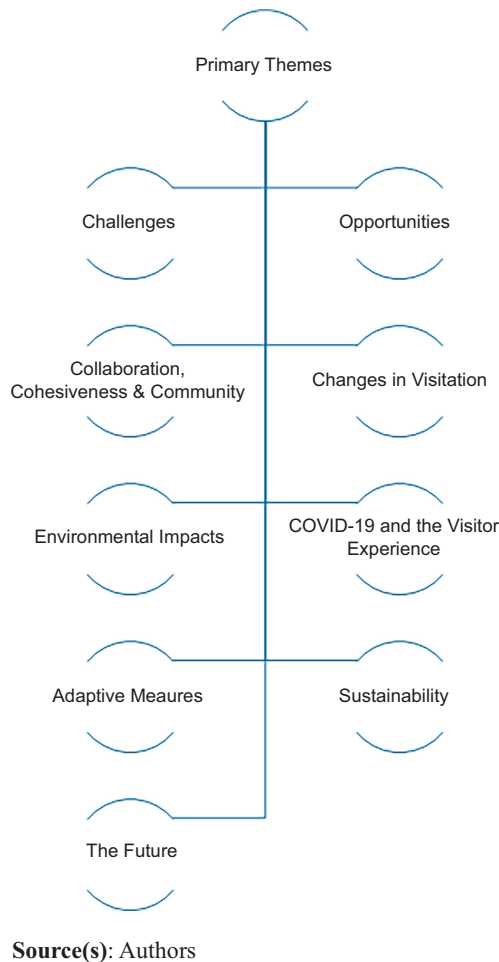 Primary Themes
Challenges
Opportunities
Collaboration,
Cohesiveness & Community
Changes in Visitation
Environmental Impacts
COVID-19 and the Visitor
Experience
Adaptive Meaures
Sustainability
The Future
Source(s): Authors